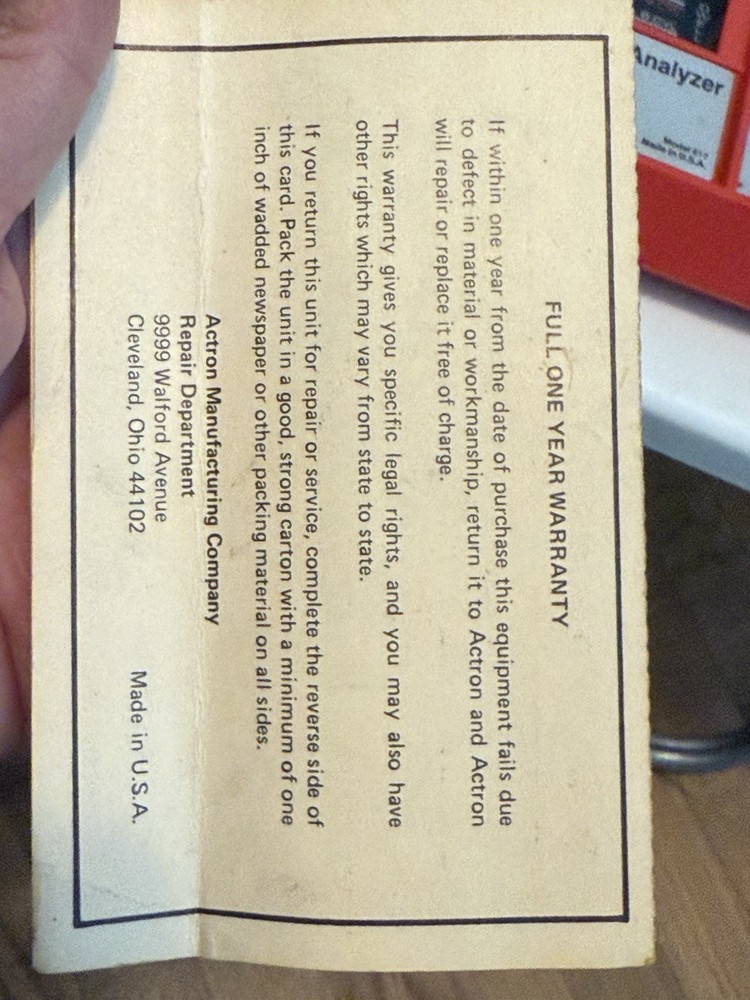 FULL ONE YEAR WARRANTY
If within one year from the date of purchase this equipment fails due
to defect in material or workmanship, return it to Actron and Actron
will repair or replace it free of charge.
This warranty gives you specific legal rights, and you may also have
other rights which may vary from state to state.
If you return this unit for repair or service, complete the reverse side of
this card. Pack the unit in a good, strong carton with a minimum of one
inch of wadded newspaper or other packing material on all sides.
Actron Manufacturing Company
Repair Department
9999 Walford Avenue
Cleveland, Ohio 44102
Made in U.S.A.
Analyzer
Made in U.S.A.